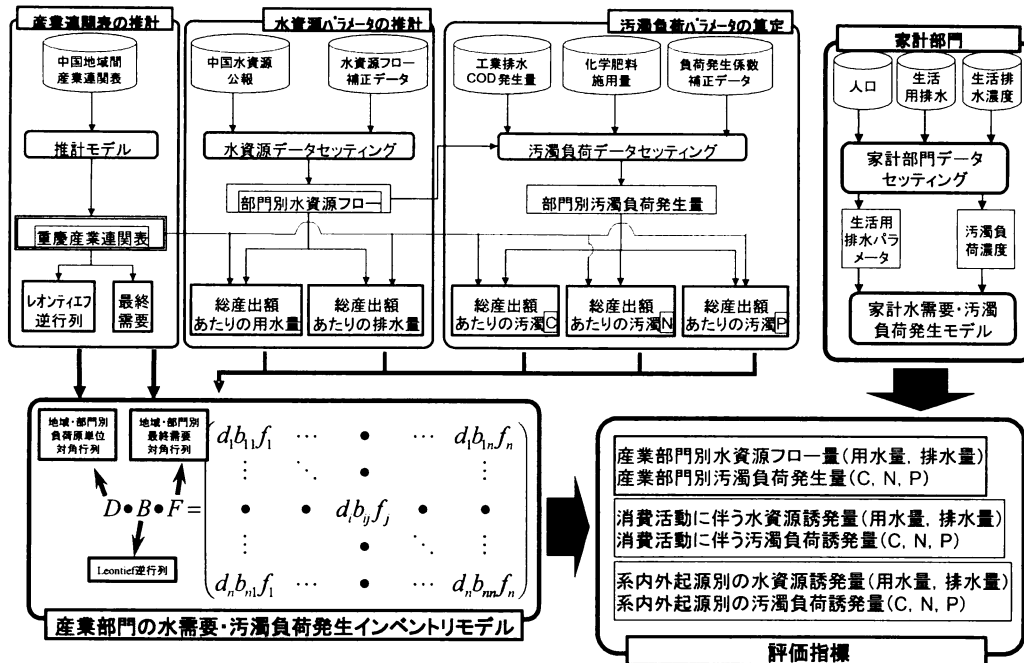 産業連関表の推計
中国地域間
産業連関表
推計モデル
重慶産業連関表
レオンティエフ
逆行列
最終
需要
水資源パラメータの推計
中国水資源
公報
水資源フロー
補正データ
水資源データセッティング
部門別水資源フロー
総産出額
あたりの用水量
総産出額
あたりの排水量
汚濁負荷パラメータの算定
工業排水
COD発生量
化学肥料
施用量
負荷発生係数
補正データ
汚濁負荷データセッティング
部門別汚濁負荷発生量
総産出額
あたりの汚濁C
総産出額
あたりの汚濁N
総産出額
あたりの汚濁P
家計部門
人口
生活
用排水
生活排
水濃度
家計部門データ
セッティング
生活用
排水パラ
メータ
汚濁負
荷濃度
家計水需要・汚濁
負荷発生モデル
地域・部門別
負荷原単位
対角行列
地域・部門別
最終需要
対角行列
D•B•F=
d₁b₁₁f₁ ⋯ • ⋯ d₁b₁ₙfₙ
⋮ ⋱ • ⋮
• • dᵢbᵢⱼfⱼ • •
⋮ • ⋱ ⋮
dₙbₙ₁f₁ ⋯ • ⋯ dₙbₙₙfₙ
Leontief逆行列
産業部門の水需要・汚濁負荷発生インベントリモデル
産業部門別水資源フロー量(用水量, 排水量)
産業部門別汚濁負荷発生量(C, N, P)
消費活動に伴う水資源誘発量(用水量, 排水量)
消費活動に伴う汚濁負荷誘発量(C, N, P)
系内外起源別の水資源誘発量(用水量, 排水量)
系内外起源別の汚濁負荷誘発量(C, N, P)
評価指標